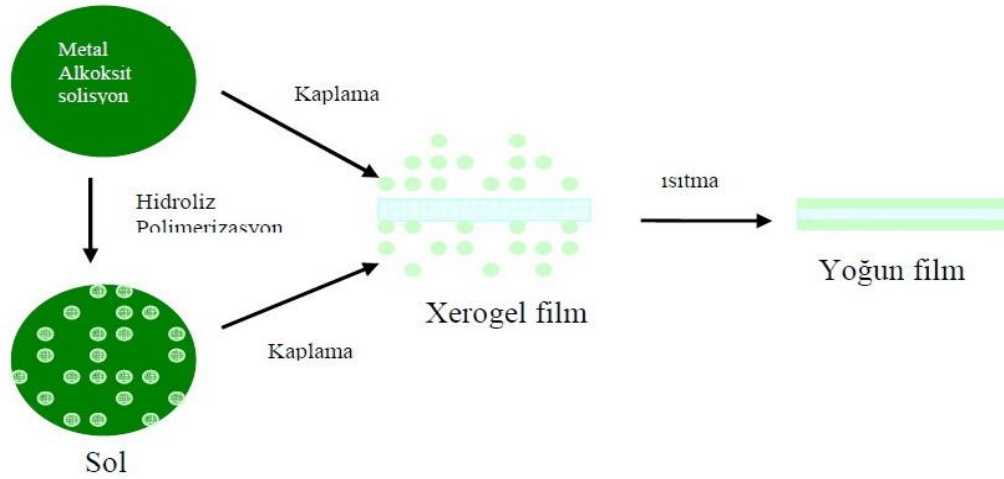 Metal
Alkoksit
solisyon
Kaplama
Hidroliz
Polimerizasyon
ısıtma
Xerogel film
Yoğun film
Kaplama
Sol